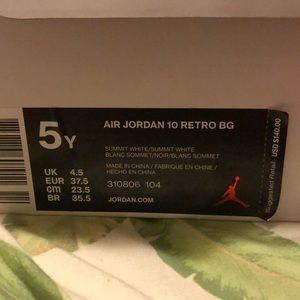 5Y
AIR JORDAN 10 RETRO BG
SUMMIT WHITE/SUMMIT WHITE
BLANC SOMMET/NOIR/BLANC SOMMET
MADE IN CHINA / FABRIQUE EN CHINE /
HECHO EN CHINA
UK 4.5
EUR 37.5
CM 23.5
BR 35.5
310806 104
JORDAN.COM
Suggested Retail USD $140.00